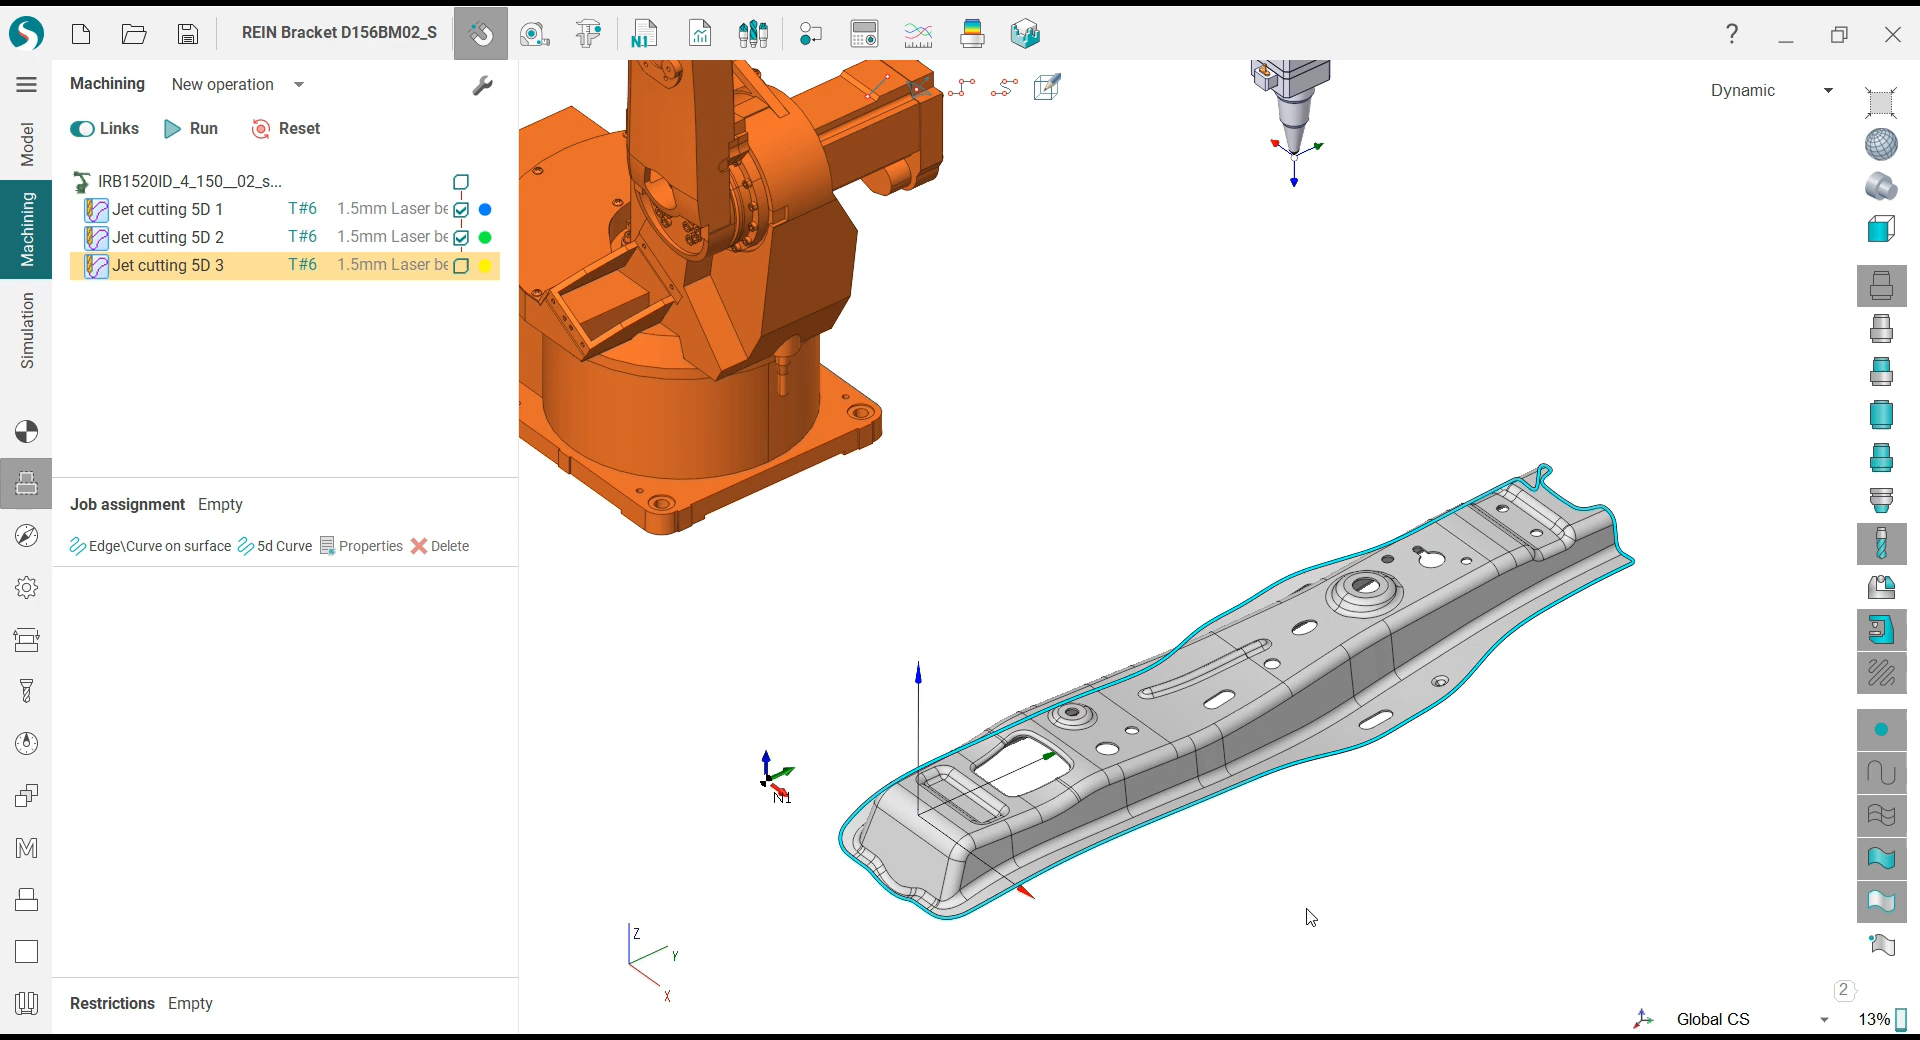 REIN Bracket D156BM02_S
N1
?
Machining New operation
Links Run Reset
IRB1520ID_4_150__02_s...
Jet cutting 5D 1 T#6 1.5mm Laser be
Jet cutting 5D 2 T#6 1.5mm Laser be
Jet cutting 5D 3 T#6 1.5mm Laser be
Model
Machining
Simulation
Job assignment Empty
Edge\Curve on surface 5d Curve Properties Delete
Restrictions Empty
Dynamic
N1
Z
Y
X
2
Global CS
13%